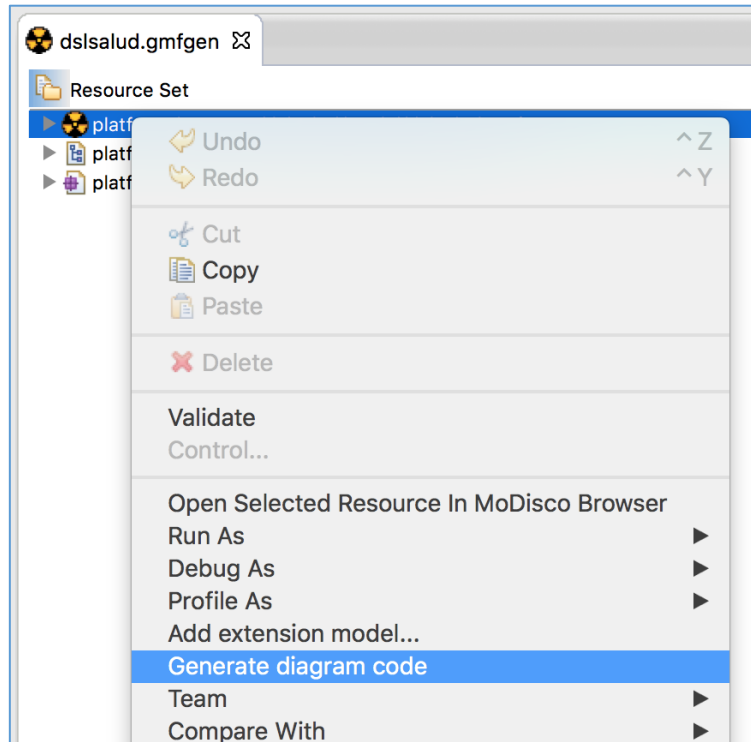 dslsalud.gmfgen
Resource Set
platf
platf
platf
Undo ^Z
Redo ^Y
Cut
Copy
Paste
Delete
Validate
Control...
Open Selected Resource In MoDisco Browser
Run As
Debug As
Profile As
Add extension model...
Generate diagram code
Team
Compare With